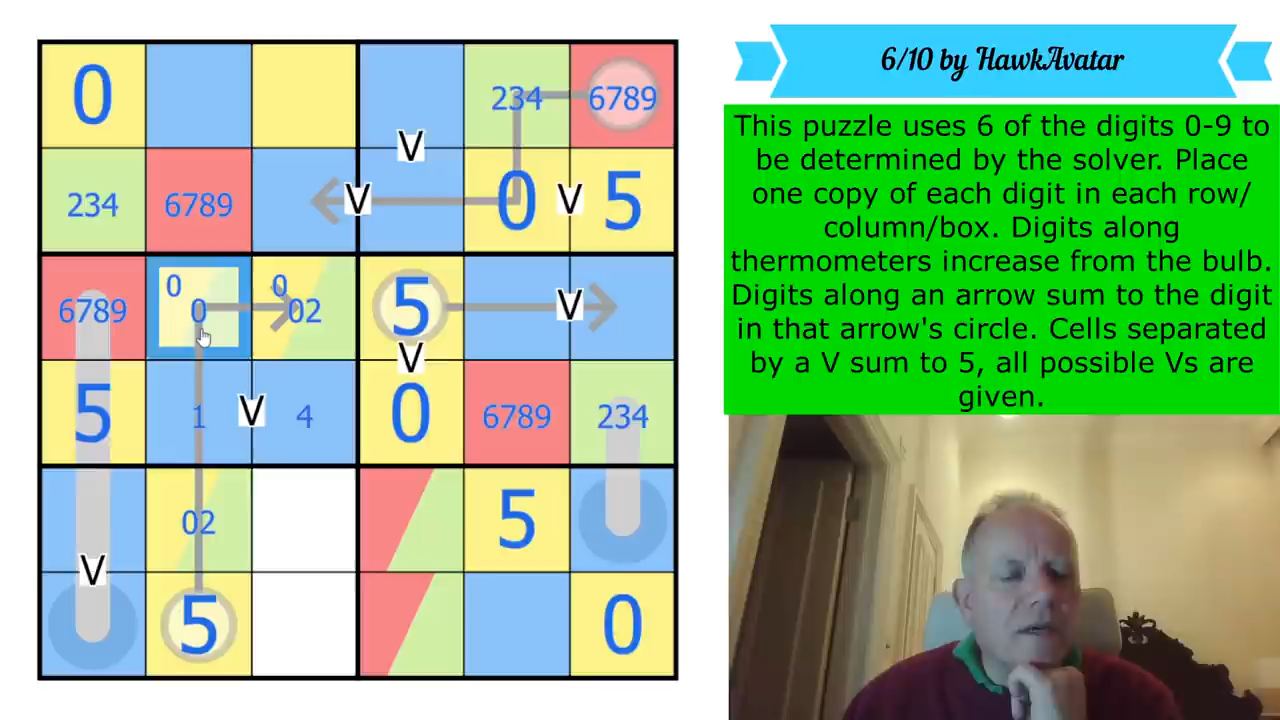 6/10 by HawkAvatar
This puzzle uses 6 of the digits 0-9 to
be determined by the solver. Place
one copy of each digit in each row/
column/box. Digits along
thermometers increase from the bulb.
Digits along an arrow sum to the digit
in that arrow's circle. Cells separated
by a V sum to 5, all possible Vs are
given.
0 234 6789
V
234 6789 V 0 V 5
6789 0 0 0 02 5 V
V
5 1 V 4 0 6789 234
02 5
V
5 0